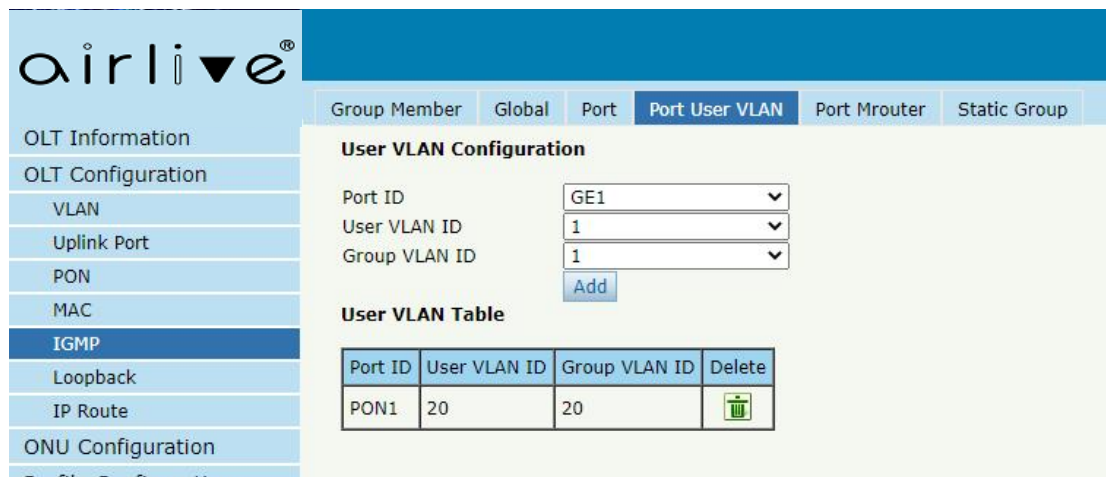 airlive®
Group Member Global Port Port User VLAN Port Mrouter Static Group
OLT Information
OLT Configuration
VLAN
Uplink Port
PON
MAC
IGMP
Loopback
IP Route
ONU Configuration
User VLAN Configuration
Port ID GE1
User VLAN ID 1
Group VLAN ID 1
Add
User VLAN Table
Port ID User VLAN ID Group VLAN ID Delete
PON1 20 20